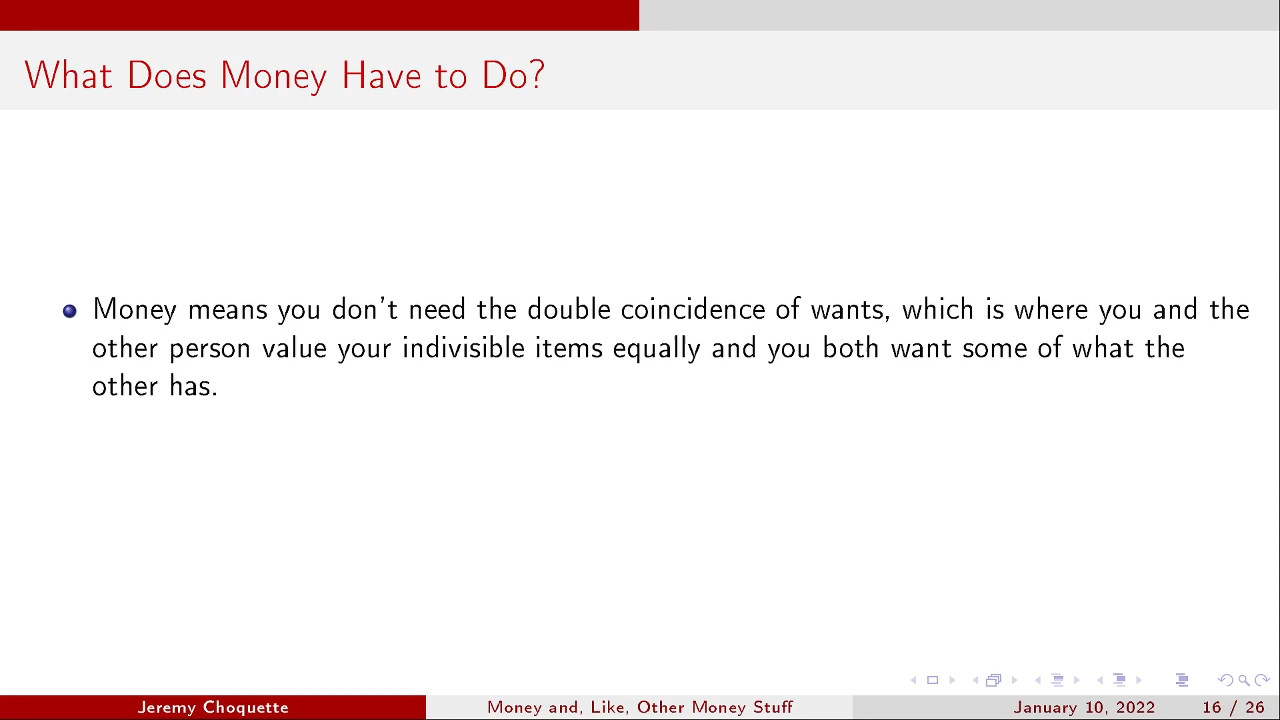 What Does Money Have to Do?
Money means you don't need the double coincidence of wants, which is where you and the
other person value your indivisible items equally and you both want some of what the
other has.
Jeremy Choquette
Money and, Like, Other Money Stuff
January 10, 2022
16 / 26